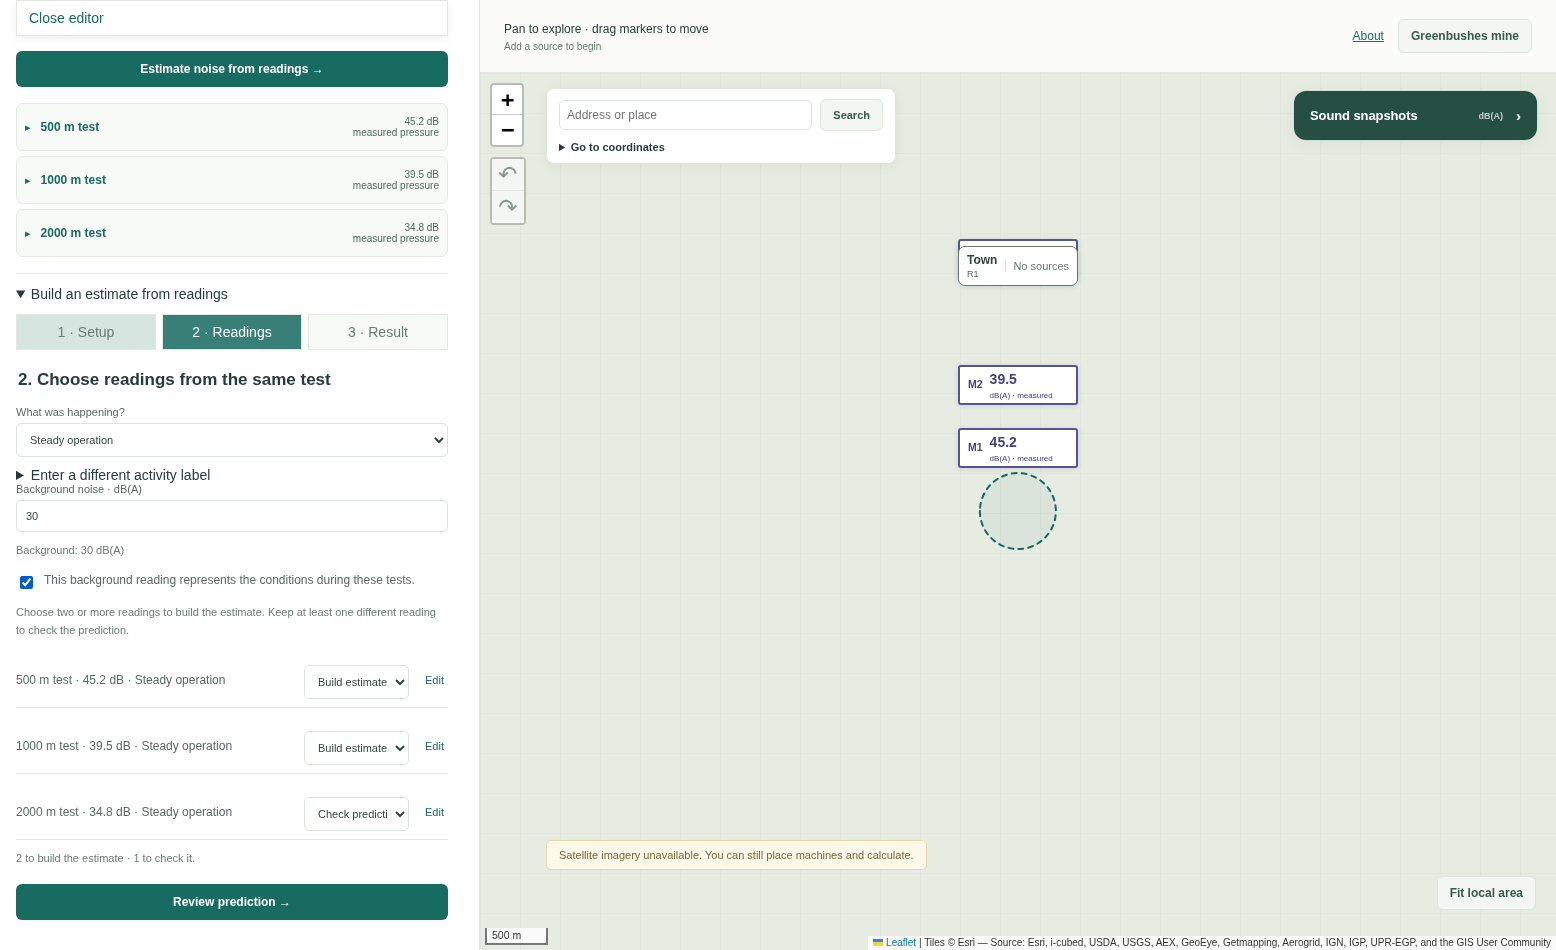 Close editor
Estimate noise from readings →
▸ 500 m test
45.2 dB
measured pressure
▸ 1000 m test
39.5 dB
measured pressure
▸ 2000 m test
34.8 dB
measured pressure
▼ Build an estimate from readings
1 · Setup
2 · Readings
3 · Result
2. Choose readings from the same test
What was happening?
Steady operation
▶ Enter a different activity label
Background noise · dB(A)
30
Background: 30 dB(A)
This background reading represents the conditions during these tests.
Choose two or more readings to build the estimate. Keep at least one different reading
to check the prediction.
500 m test · 45.2 dB · Steady operation
Build estimate
Edit
1000 m test · 39.5 dB · Steady operation
Build estimate
Edit
2000 m test · 34.8 dB · Steady operation
Check predicti
Edit
2 to build the estimate · 1 to check it.
Review prediction →
Pan to explore · drag markers to move
Add a source to begin
About
Greenbushes mine
+
−
↶
↷
Address or place
Search
▶ Go to coordinates
Sound snapshots
dB(A)
›
Town
R1
No sources
M2 39.5
dB(A) · measured
M1 45.2
dB(A) · measured
Satellite imagery unavailable. You can still place machines and calculate.
Fit local area
500 m
Leaflet | Tiles © Esri — Source: Esri, i-cubed, USDA, USGS, AEX, GeoEye, Getmapping, Aerogrid, IGN, IGP, UPR-EGP, and the GIS User Community